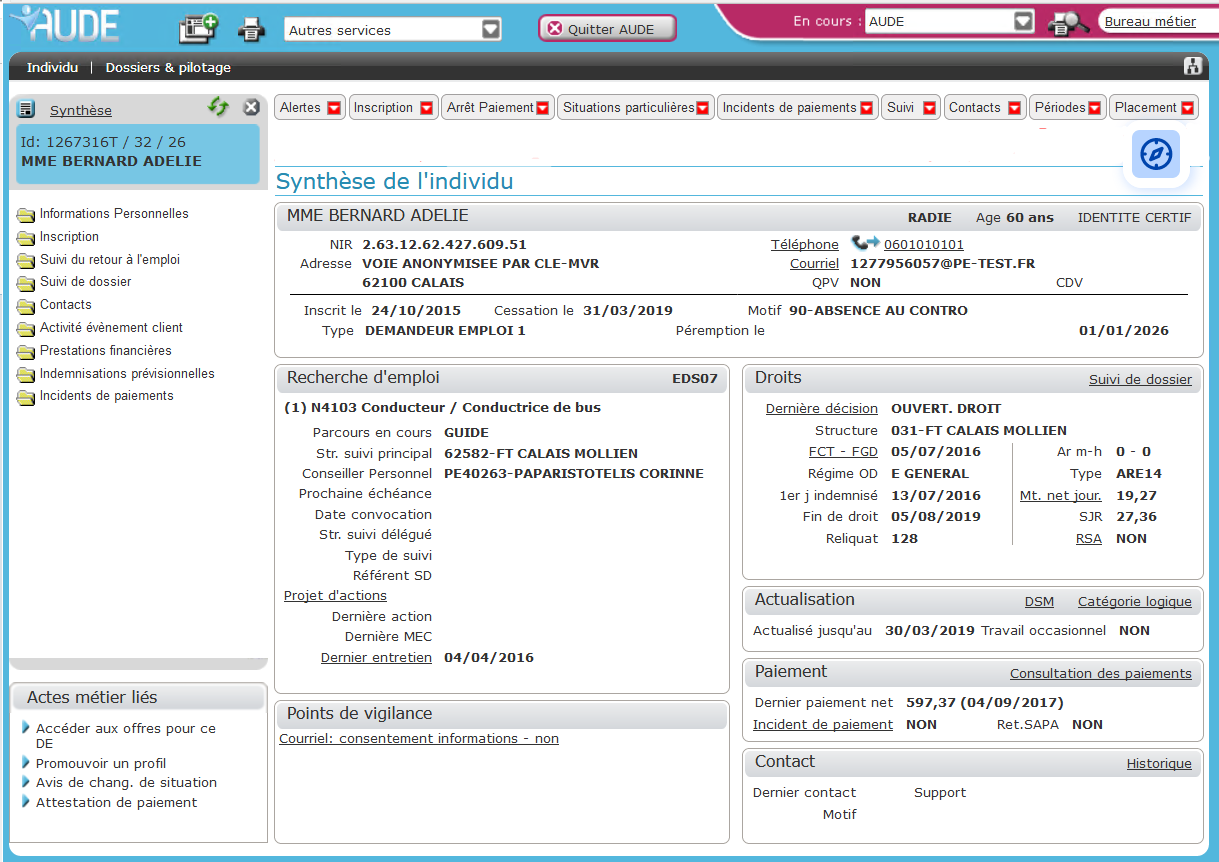 AUDE
Autres services
Quitter AUDE
En cours : AUDE
Bureau métier
Individu | Dossiers & pilotage
Synthèse
Id: 1267316T / 32 / 26
MME BERNARD ADELIE
Informations Personnelles
Inscription
Suivi du retour à l'emploi
Suivi de dossier
Contacts
Activité évènement client
Prestations financières
Indemnisations prévisionnelles
Incidents de paiements
Actes métier liés
Accéder aux offres pour ce
DE
Promouvoir un profil
Avis de chang. de situation
Attestation de paiement
Alertes Inscription Arrêt Paiement Situations particulières Incidents de paiements Suivi Contacts Périodes Placement
Synthèse de l'individu
MME BERNARD ADELIE RADIE Age 60 ans IDENTITE CERTIF
NIR 2.63.12.62.427.609.51 Téléphone 0601010101
Adresse VOIE ANONYMISEE PAR CLE-MVR Courriel 1277956057@PE-TEST.FR
62100 CALAIS QPV NON CDV
Inscrit le 24/10/2015 Cessation le 31/03/2019 Motif 90-ABSENCE AU CONTRO
Type DEMANDEUR EMPLOI 1 Péremption le 01/01/2026
Recherche d'emploi EDS07
(1) N4103 Conducteur / Conductrice de bus
Parcours en cours GUIDE
Str. suivi principal 62582-FT CALAIS MOLLIEN
Conseiller Personnel PE40263-PAPARISTOTELIS CORINNE
Prochaine échéance
Date convocation
Str. suivi délégué
Type de suivi
Référent SD
Projet d'actions
Dernière action
Dernière MEC
Dernier entretien 04/04/2016
Points de vigilance
Courriel: consentement informations - non
Droits Suivi de dossier
Dernière décision OUVERT. DROIT
Structure 031-FT CALAIS MOLLIEN
FCT - FGD 05/07/2016 Ar m-h 0 - 0
Régime OD E GENERAL Type ARE14
1er j indemnisé 13/07/2016 Mt. net jour. 19,27
Fin de droit 05/08/2019 SJR 27,36
Reliquat 128 RSA NON
Actualisation DSM Catégorie logique
Actualisé jusqu'au 30/03/2019 Travail occasionnel NON
Paiement Consultation des paiements
Dernier paiement net 597,37 (04/09/2017)
Incident de paiement NON Ret.SAPA NON
Contact Historique
Dernier contact Support
Motif